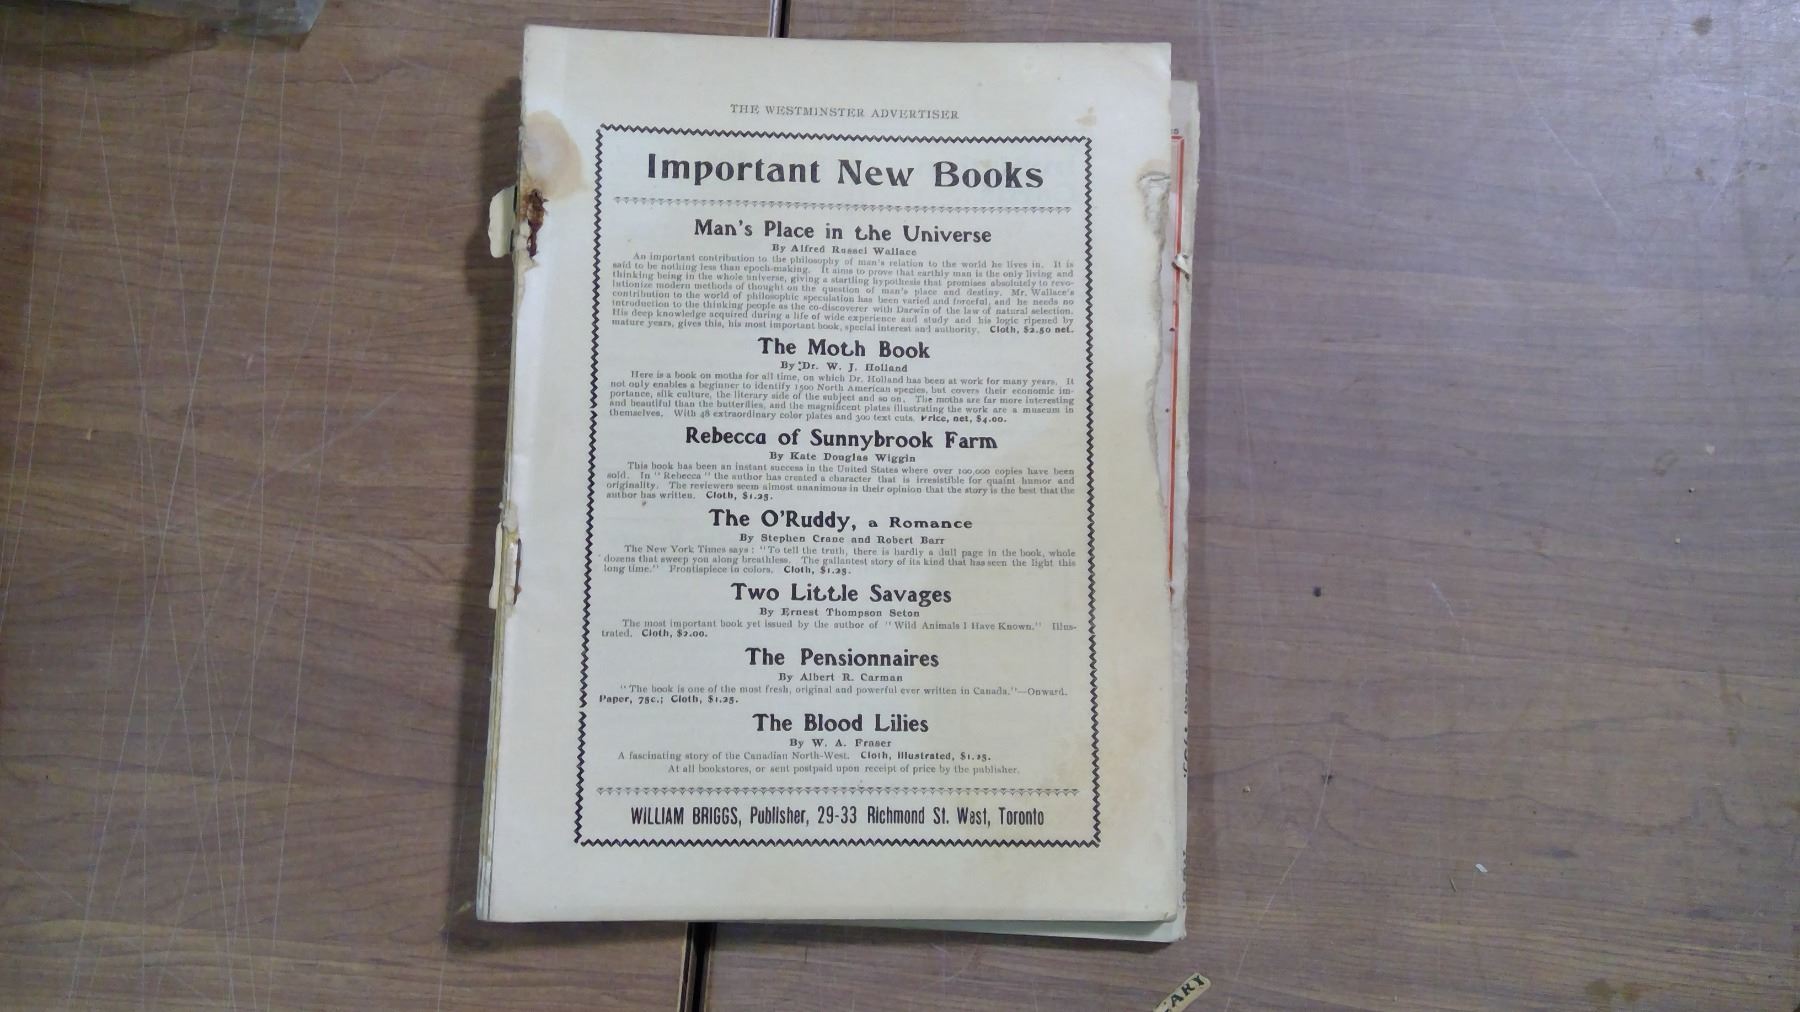 THE WESTMINSTER ADVERTISER
Important New Books
Man's Place in the Universe
By Alfred Russel Wallace
An important contribution to the philosophy of man's relation to the world he lives in. It is
said to be nothing less than epoch-making. It aims to prove that earthly man is the only living and
thinking being in the whole universe, giving a startling hypothesis that promises absolutely to revo-
lutionize modern methods of thought on the question of man's place and destiny. Mr. Wallace's
contribution to the world of philosophic speculation has been varied and forceful, and he needs no
introduction to the thinking people as the co-discoverer with Darwin of the law of natural selection.
His deep knowledge acquired during a life of wide experience and study and his logic ripened by
mature years, gives this, his most important book, special interest and authority. Cloth, $2.50 net.
The Moth Book
By Dr. W. J. Holland
Here is a book on moths for all time, on which Dr. Holland has been at work for many years. It
not only enables a beginner to identify 1500 North American species, but covers their economic im-
portance, silk culture, the literary side of the subject and so on. The moths are far more interesting
and beautiful than the butterflies, and the magnificent plates illustrating the work are a museum in
themselves. With 48 extraordinary color plates and 300 text cuts. Price, net, $4.00.
Rebecca of Sunnybrook Farm
By Kate Douglas Wiggin
This book has been an instant success in the United States where over 100,000 copies have been
sold. In "Rebecca" the author has created a character that is irresistible for quaint humor and
originality. The reviewers seem almost unanimous in their opinion that the story is the best that the
author has written. Cloth, $1.25.
The O'Ruddy, a Romance
By Stephen Crane and Robert Barr
The New York Times says: "To tell the truth, there is hardly a dull page in the book, whole
dozens that sweep you along breathless. The gallantest story of its kind that has seen the light this
long time." Frontispiece in colors. Cloth, $1.25.
Two Little Savages
By Ernest Thompson Seton
The most important book yet issued by the author of "Wild Animals I Have Known." Illus-
trated. Cloth, $2.00.
The Pensionnaires
By Albert R. Carman
"The book is one of the most fresh, original and powerful ever written in Canada."—Onward.
Paper, 75c.; Cloth, $1.25.
The Blood Lilies
By W. A. Fraser
A fascinating story of the Canadian North-West. Cloth, Illustrated, $1.25.
At all bookstores, or sent postpaid upon receipt of price by the publisher.
WILLIAM BRIGGS, Publisher, 29-33 Richmond St. West, Toronto